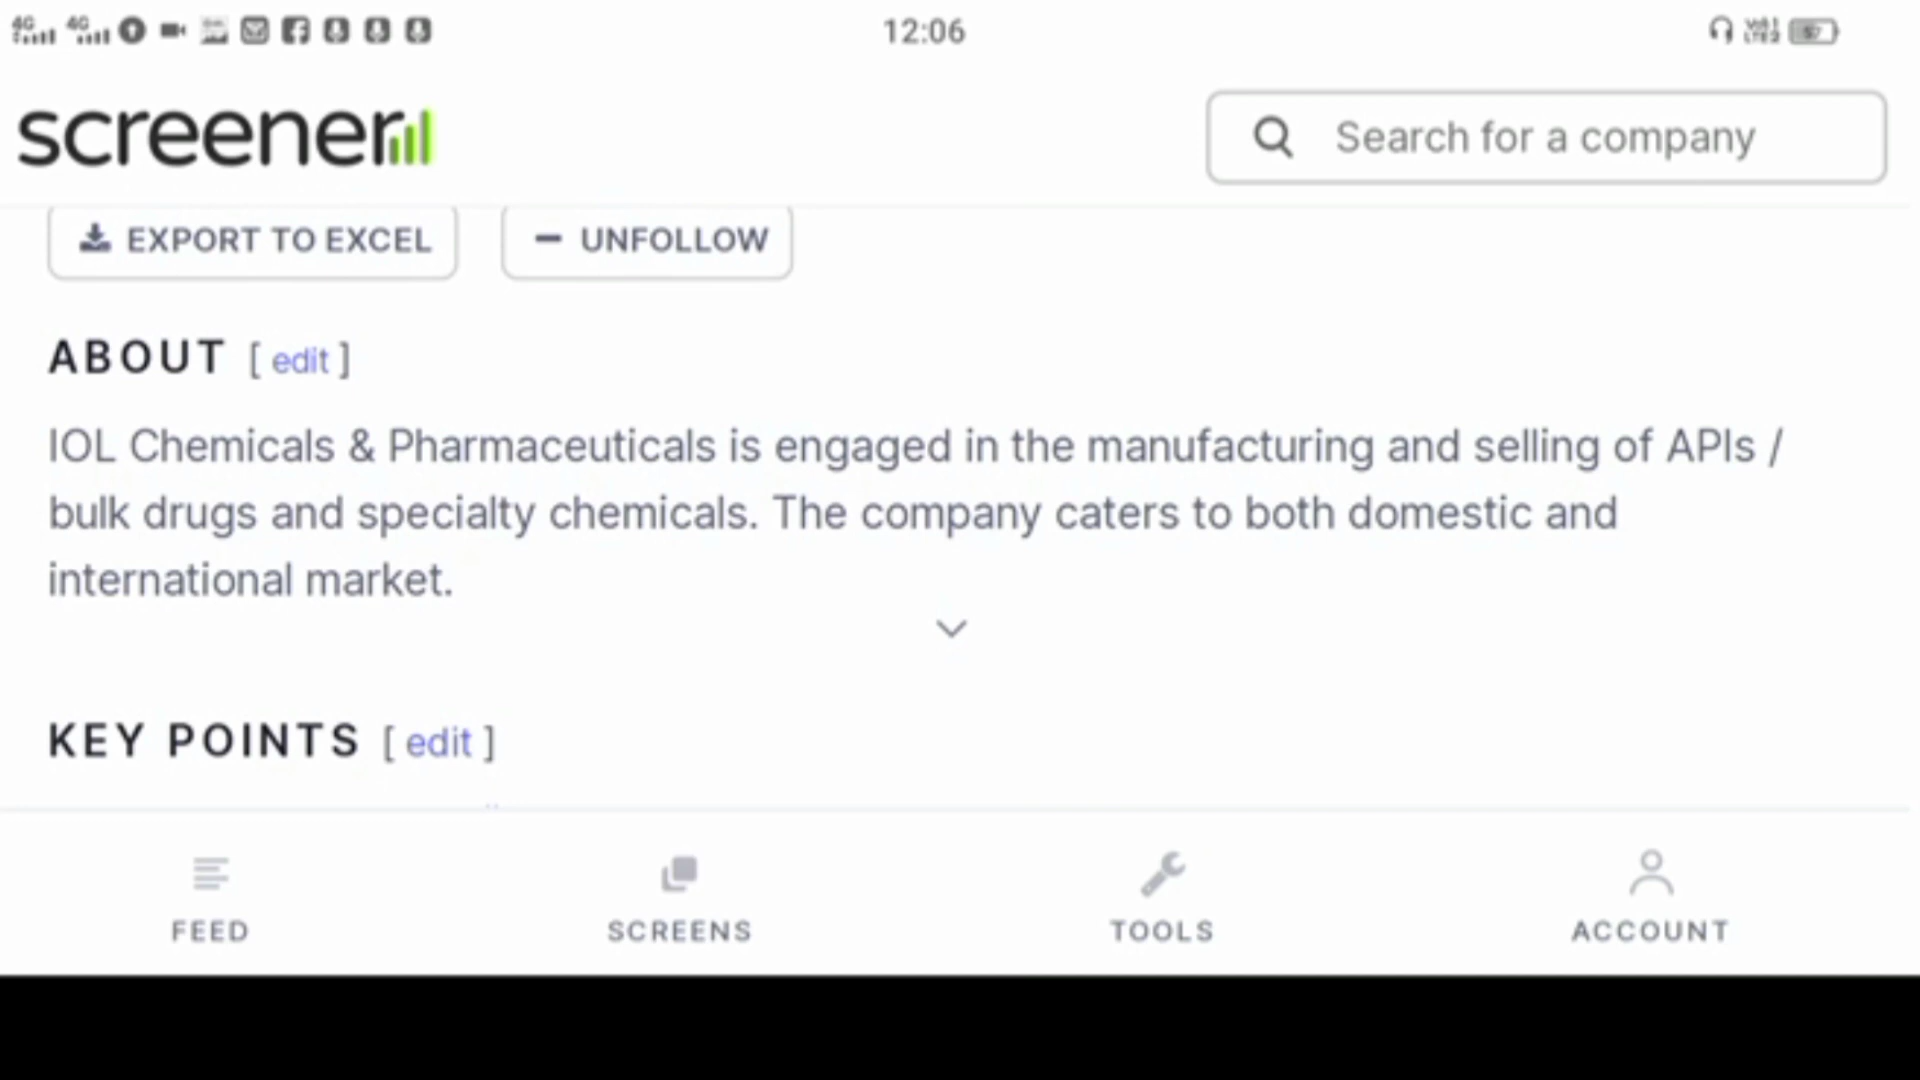 4G 4G 12:06
screener
Search for a company
EXPORT TO EXCEL
UNFOLLOW
ABOUT [ edit ]
IOL Chemicals & Pharmaceuticals is engaged in the manufacturing and selling of APIs /
bulk drugs and specialty chemicals. The company caters to both domestic and
international market.
KEY POINTS [ edit ]
FEED
SCREENS
TOOLS
ACCOUNT